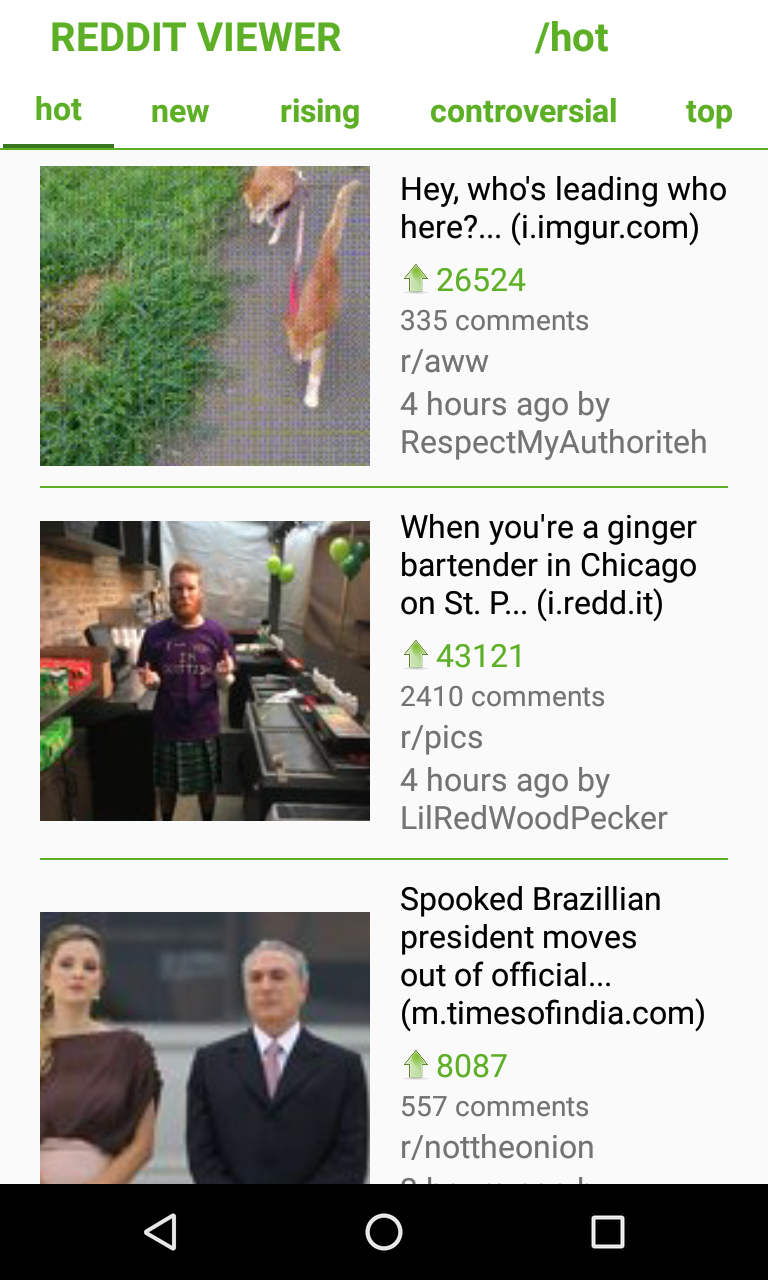 REDDIT VIEWER
/hot
hot new rising controversial top
Hey, who's leading who
here?... (i.imgur.com)
26524
335 comments
r/aww
4 hours ago by
RespectMyAuthoriteh
When you're a ginger
bartender in Chicago
on St. P... (i.redd.it)
43121
2410 comments
r/pics
4 hours ago by
LilRedWoodPecker
Spooked Brazillian
president moves
out of official...
(m.timesofindia.com)
8087
557 comments
r/nottheonion